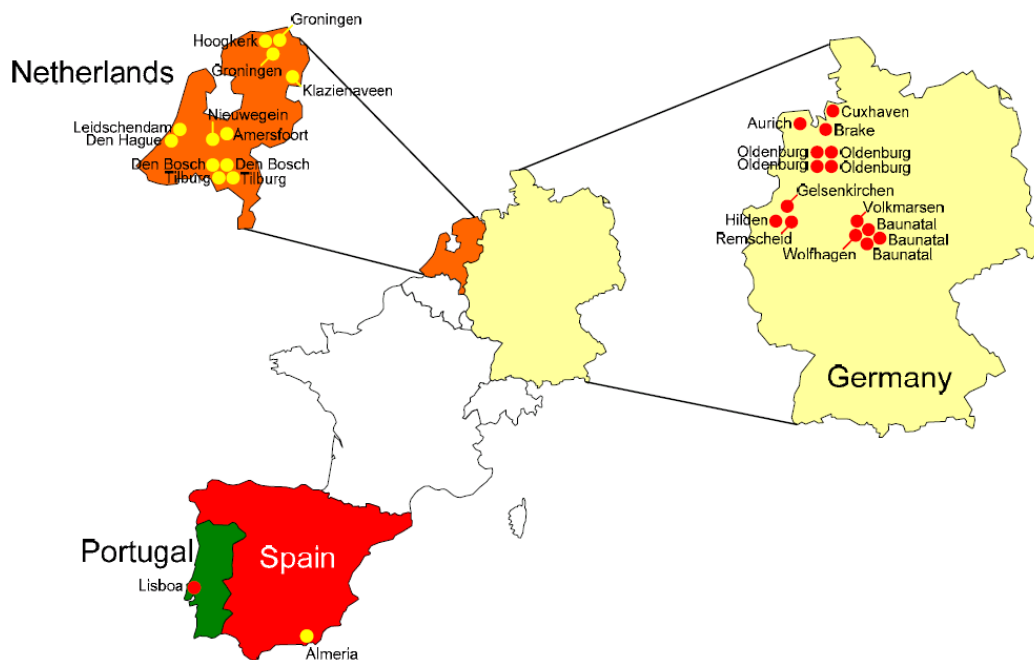 Groningen
Hoogkerk
Groningen
Netherlands
Klazienaveen
Nieuwegein
Leidschendam
Amersfoort
Den Hague
Den Bosch
Den Bosch
Tilburg
Tilburg
Cuxhaven
Aurich
Brake
Oldenburg
Oldenburg
Oldenburg
Oldenburg
Gelsenkirchen
Volkmarsen
Hilden
Baunatal
Remscheid
Baunatal
Wolfhagen
Baunatal
Germany
Portugal
Spain
Lisboa
Almeria